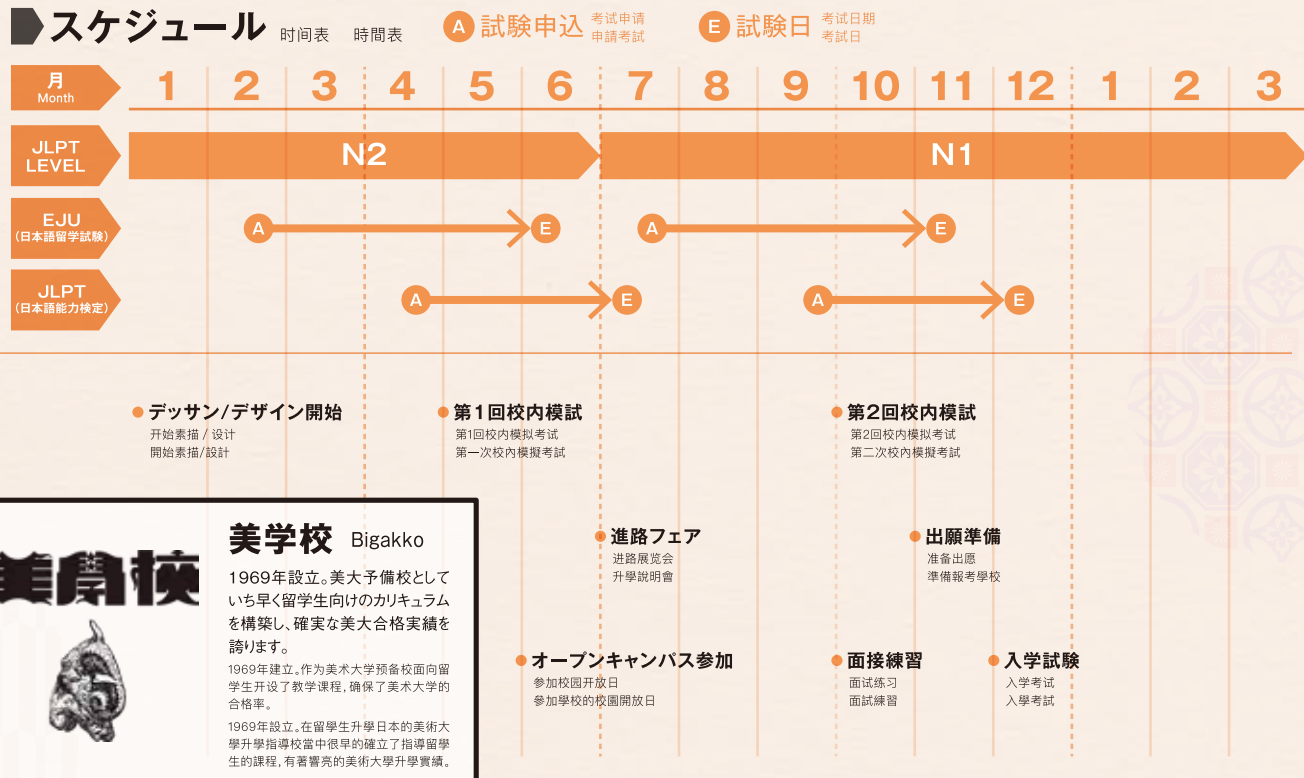 スケジュール 时间表 時間表
A 試験申込 考试申请
申請考試
E 試験日 考试日期
考試日
月
Month
1 2 3 4 5 6 7 8 9 10 11 12 1 2 3
JLPT
LEVEL
N2 N1
EJU
(日本語留学試験)
A E A E
JLPT
(日本語能力検定)
A E A E
デッサン/デザイン開始
开始素描 / 设计
開始素描/設計
第1回校内模試
第1回校内模拟考试
第一次校內模擬考試
第2回校内模試
第2回校内模拟考试
第二次校內模擬考試
進路フェア
进路展览会
升學說明會
出願準備
准备出愿
準備報考學校
オープンキャンパス参加
参加校园开放日
參加學校的校園開放日
面接練習
面试练习
面試練習
入学試験
入学考试
入學考試
美学校
美学校 Bigakko
1969年設立。美大予備校として
いち早く留学生向けのカリキュラム
を構築し、確実な美大合格実績を
誇ります。
1969年建立。作为美术大学预备校面向留
学生开设了教学课程,确保了美术大学的
合格率。
1969年設立。在留學生升學日本的美術大
學升學指導校當中很早的確立了指導留學
生的課程,有著響亮的美術大學升學實績。